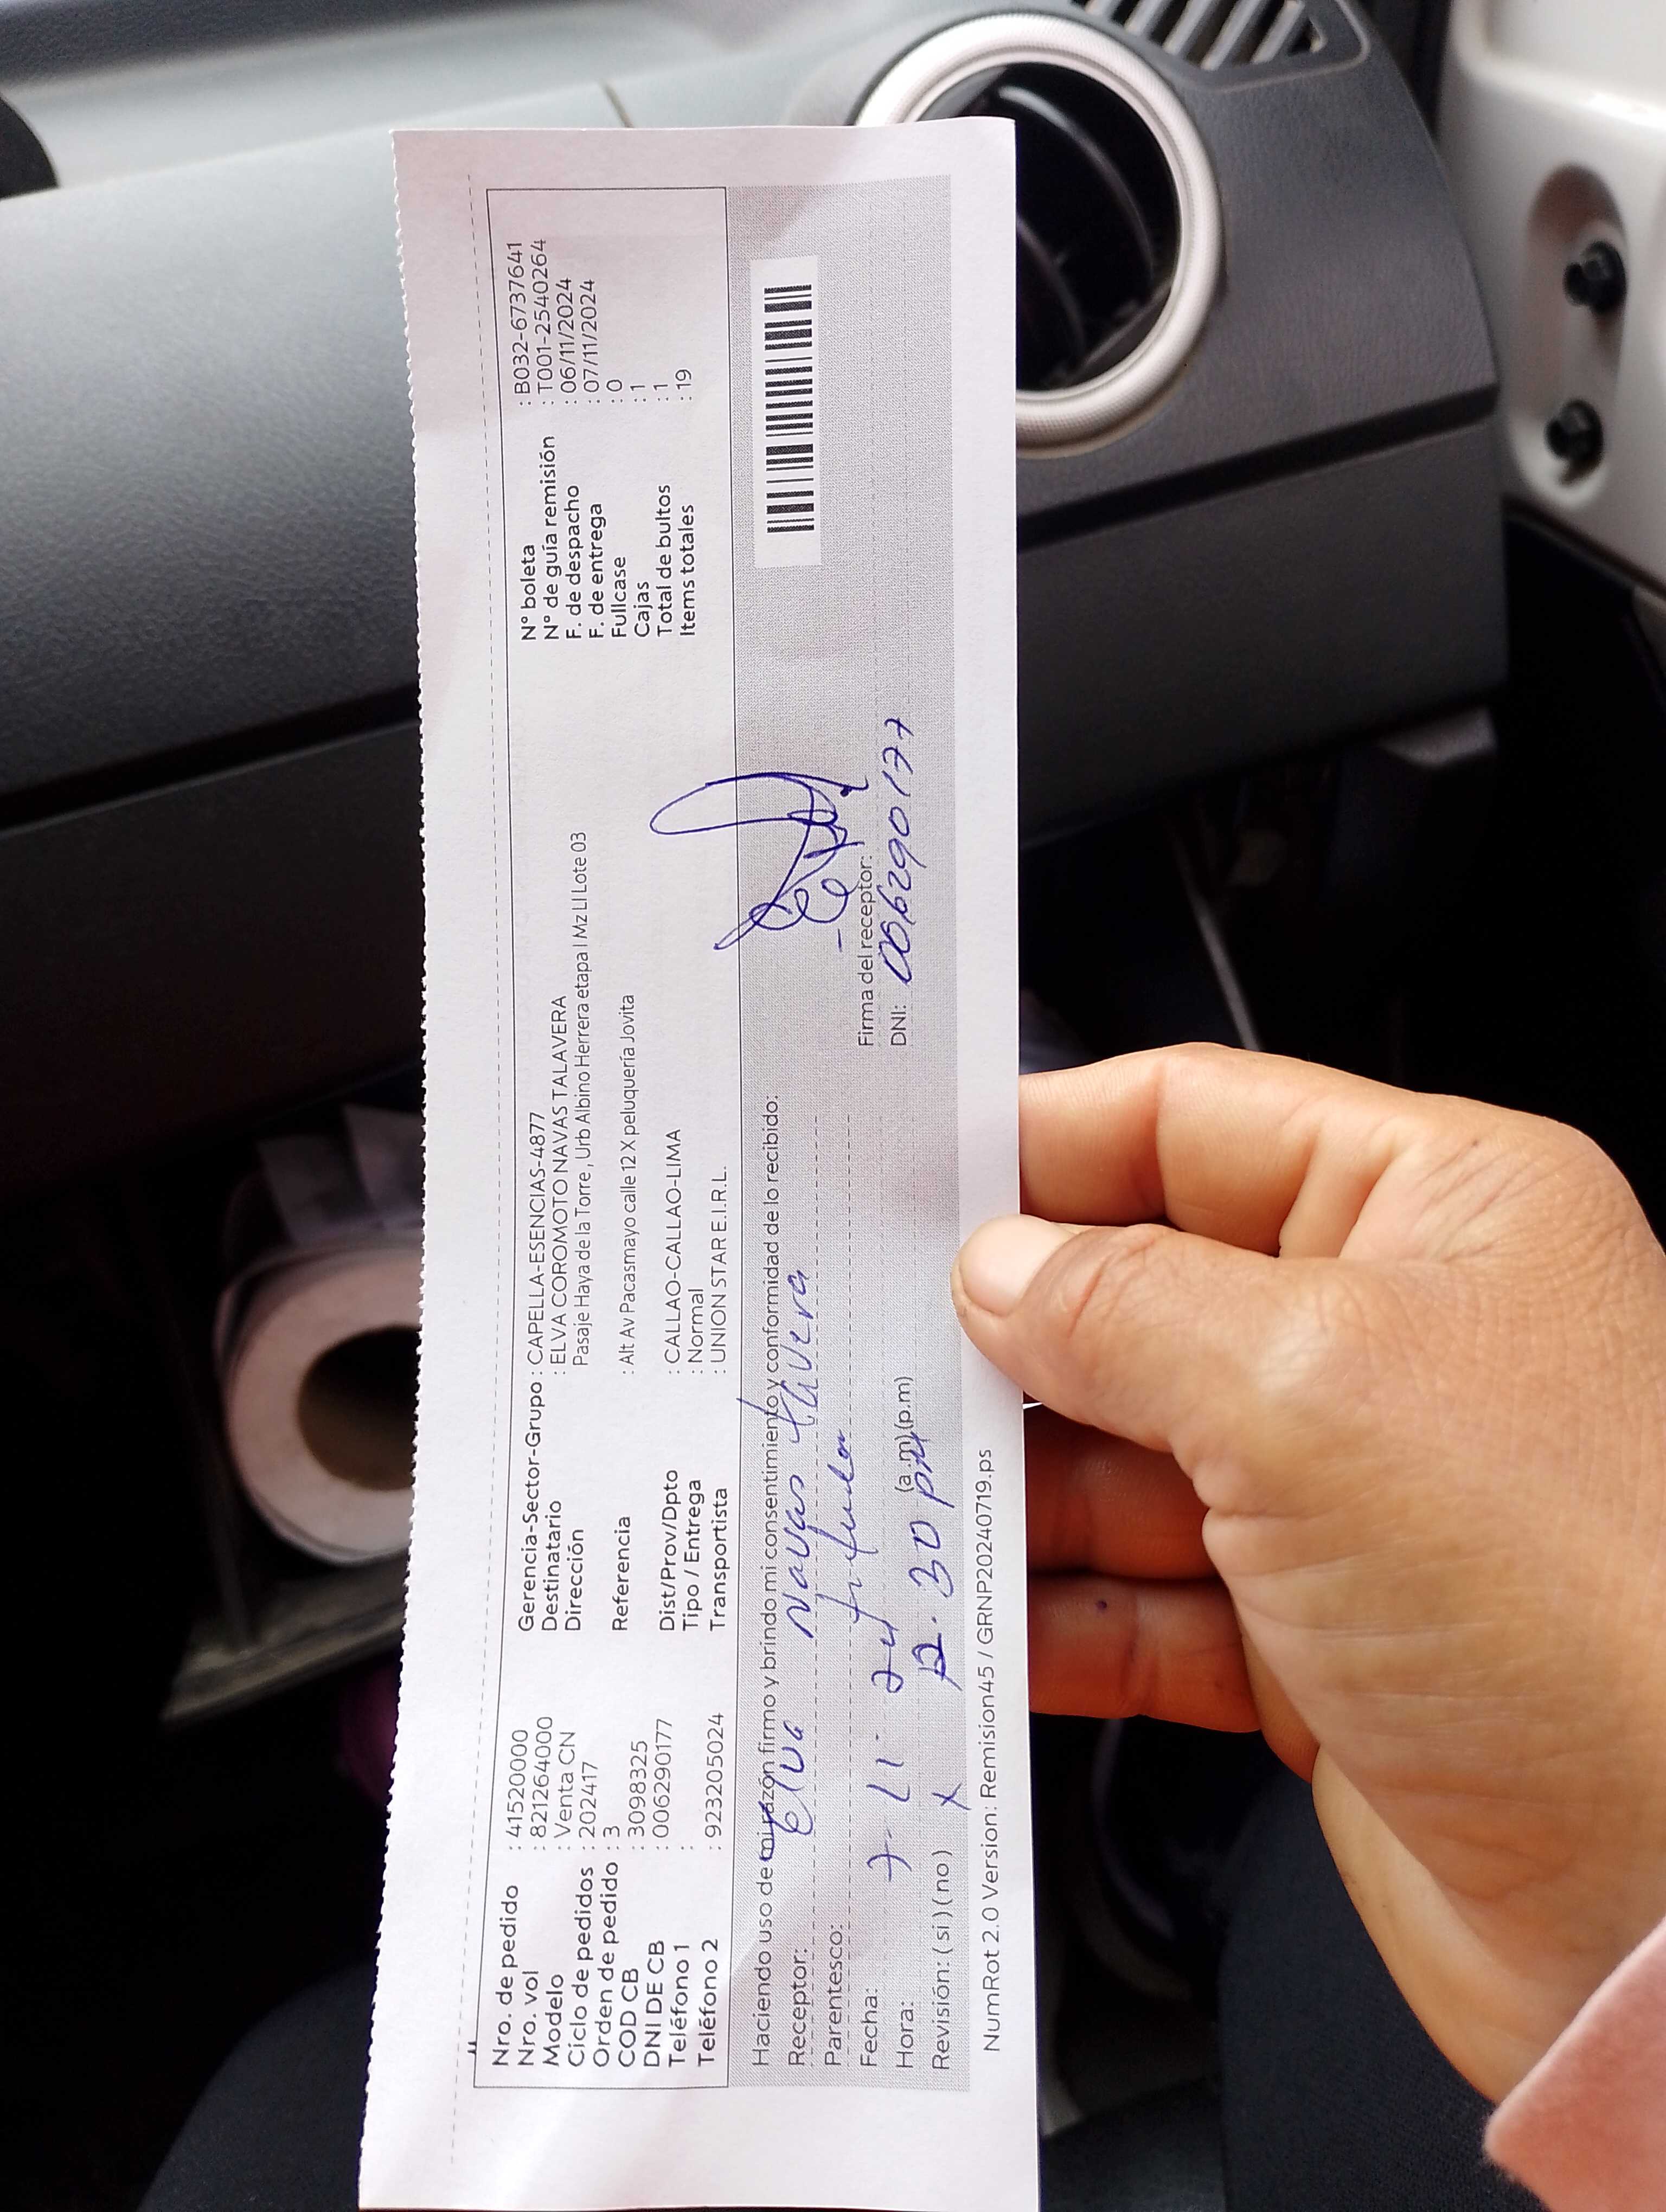 Nro. de pedido : 41520000
Nro. vol : 821264000
Modelo : Venta CN
Ciclo de pedidos : 202417
Orden de pedido : 3
COD CB : 3098325
DNI DE CB : 006290177
Teléfono 1 :
Teléfono 2 : 923205024
Gerencia-Sector-Grupo : CAPELLA-ESENCIAS-4877
Destinatario : ELVA COROMOTO NAVAS TALAVERA
Dirección Pasaje Haya de la Torre , Urb Albino Herrera etapa I Mz Ll Lote 03
Referencia : Alt Av Pacasmayo calle 12 X peluquería Jovita
Dist/Prov/Dpto : CALLAO-CALLAO-LIMA
Tipo / Entrega : Normal
Transportista : UNION STAR E.I.R.L.
N° boleta : B032-6737641
N° de guía remisión : T001-2540264
F. de despacho : 06/11/2024
F. de entrega : 07/11/2024
Fullcase : 0
Cajas : 1
Total de bultos : 1
Items totales : 19
Haciendo uso de mi razón firmo y brindo mi consentimiento y conformidad de lo recibido:
Receptor: Elva Navas
Parentesco:
Fecha: 7-11-24
Hora: 12.30 PM (a.m)(p.m)
Revisión: (si)(no) X
Firma del receptor:
DNI: 006290177
NumRot 2.0 Version: Remision45 / GRNP20240719.ps